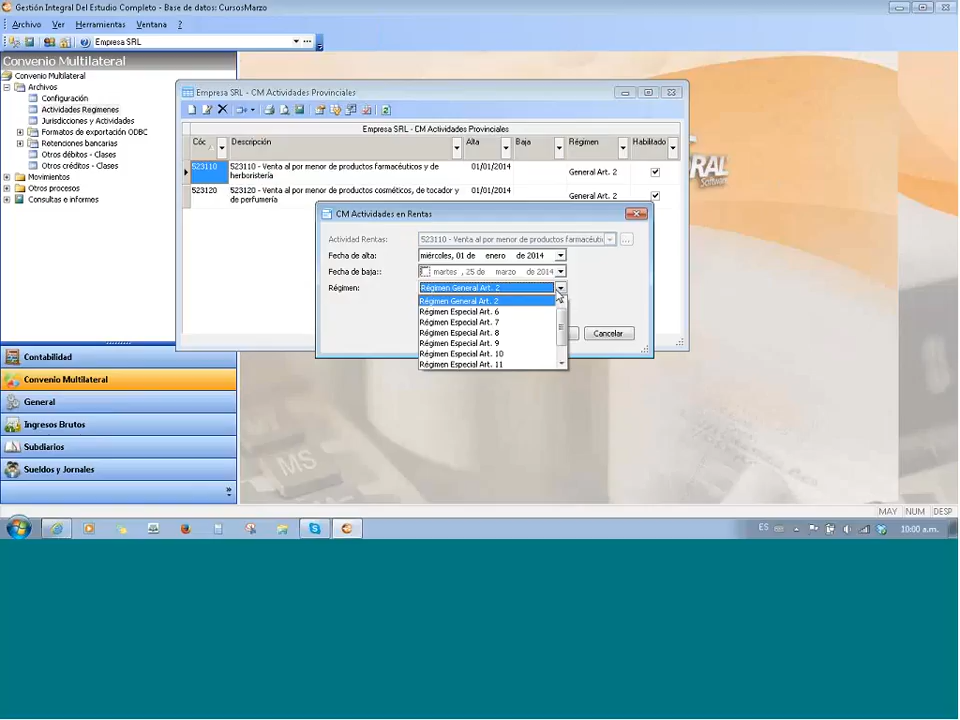 Gestión Integral Del Estudio Completo - Base de datos: CursosMarzo
Archivo Ver Herramientas Ventana ?
Empresa SRL
Convenio Multilateral
Convenio Multilateral
Archivos
Configuración
Actividades Regimenes
Jurisdicciones y Actividades
Formatos de exportación ODBC
Retenciones bancarias
Otros débitos - Clases
Otros créditos - Clases
Movimientos
Otros procesos
Consultas e informes
Contabilidad
Convenio Multilateral
General
Ingresos Brutos
Subdiarios
Sueldos y Jornales
Empresa SRL - CM Actividades Provinciales
Empresa SRL - CM Actividades Provinciales
Cóc Descripción Alta Baja Régimen Habilitado
523110 523110 - Venta al por menor de productos farmacéuticos y de herboristería 01/01/2014 General Art. 2
523120 523120 - Venta al por menor de productos cosméticos, de tocador y de perfumería 01/01/2014 General Art. 2
CM Actividades en Rentas
Actividad Rentas: 523110 - Venta al por menor de productos farmacéuti
Fecha de alta: miércoles, 01 de enero de 2014
Fecha de baja:: martes , 25 de marzo de 2014
Régimen: Régimen General Art. 2
Régimen General Art. 2
Régimen Especial Art. 6
Régimen Especial Art. 7
Régimen Especial Art. 8
Régimen Especial Art. 9
Régimen Especial Art. 10
Régimen Especial Art. 11
Cancelar
RAL
Software
MS
MAY NUM DESP
ES 10:00 a.m.